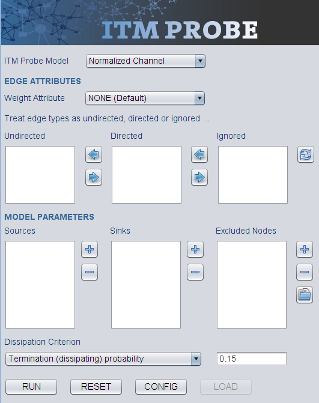 ITM PROBE
ITM Probe Model Normalized Channel
EDGE ATTRIBUTES
Weight Attribute NONE (Default)
Treat edge types as undirected, directed or ignored ...
Undirected Directed Ignored
MODEL PARAMETERS
Sources Sinks Excluded Nodes
Dissipation Criterion
Termination (dissipating) probability 0.15
RUN RESET CONFIG LOAD